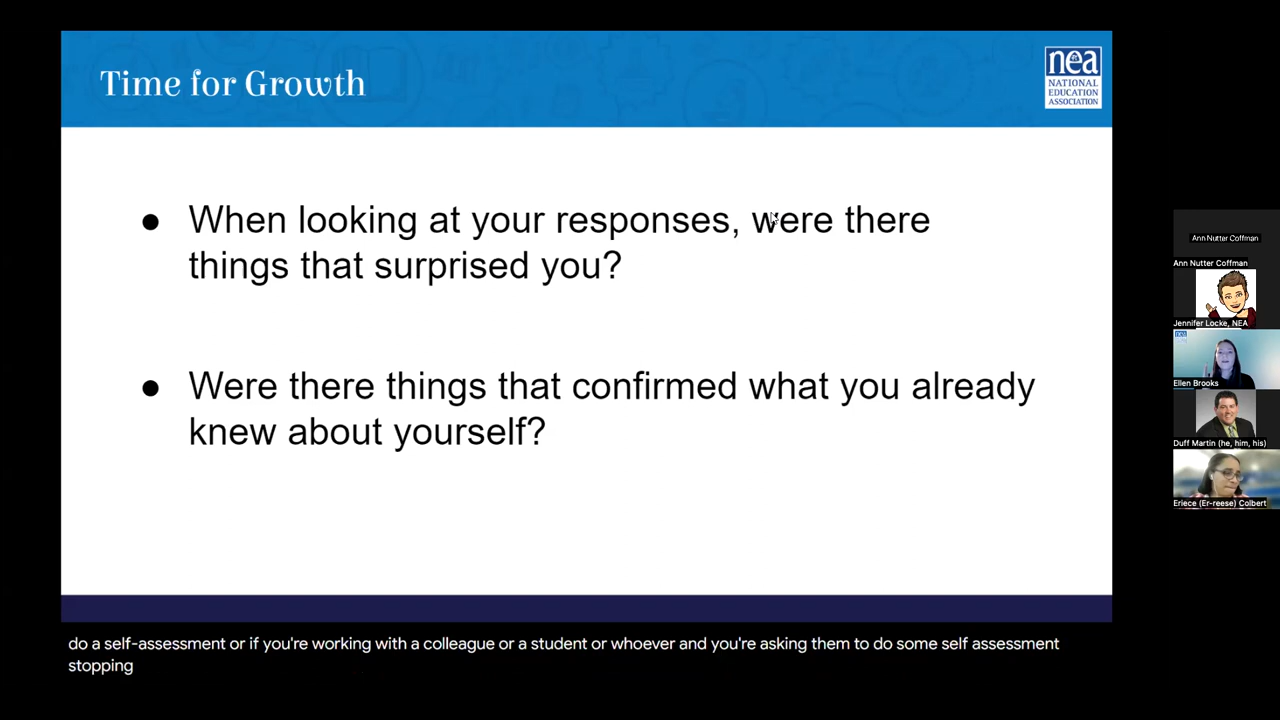 Time for Growth
nea
NATIONAL
EDUCATION
ASSOCIATION
● When looking at your responses, were there
things that surprised you?
● Were there things that confirmed what you already
knew about yourself?
Ann Nutter Coffman
Ann Nutter Coffman
Jennifer Locke, NEA
nea
Ellen Brooks
Duff Martin (he, him, his)
Eriece (Er-reese) Colbert
do a self-assessment or if you're working with a colleague or a student or whoever and you're asking them to do some self assessment
stopping